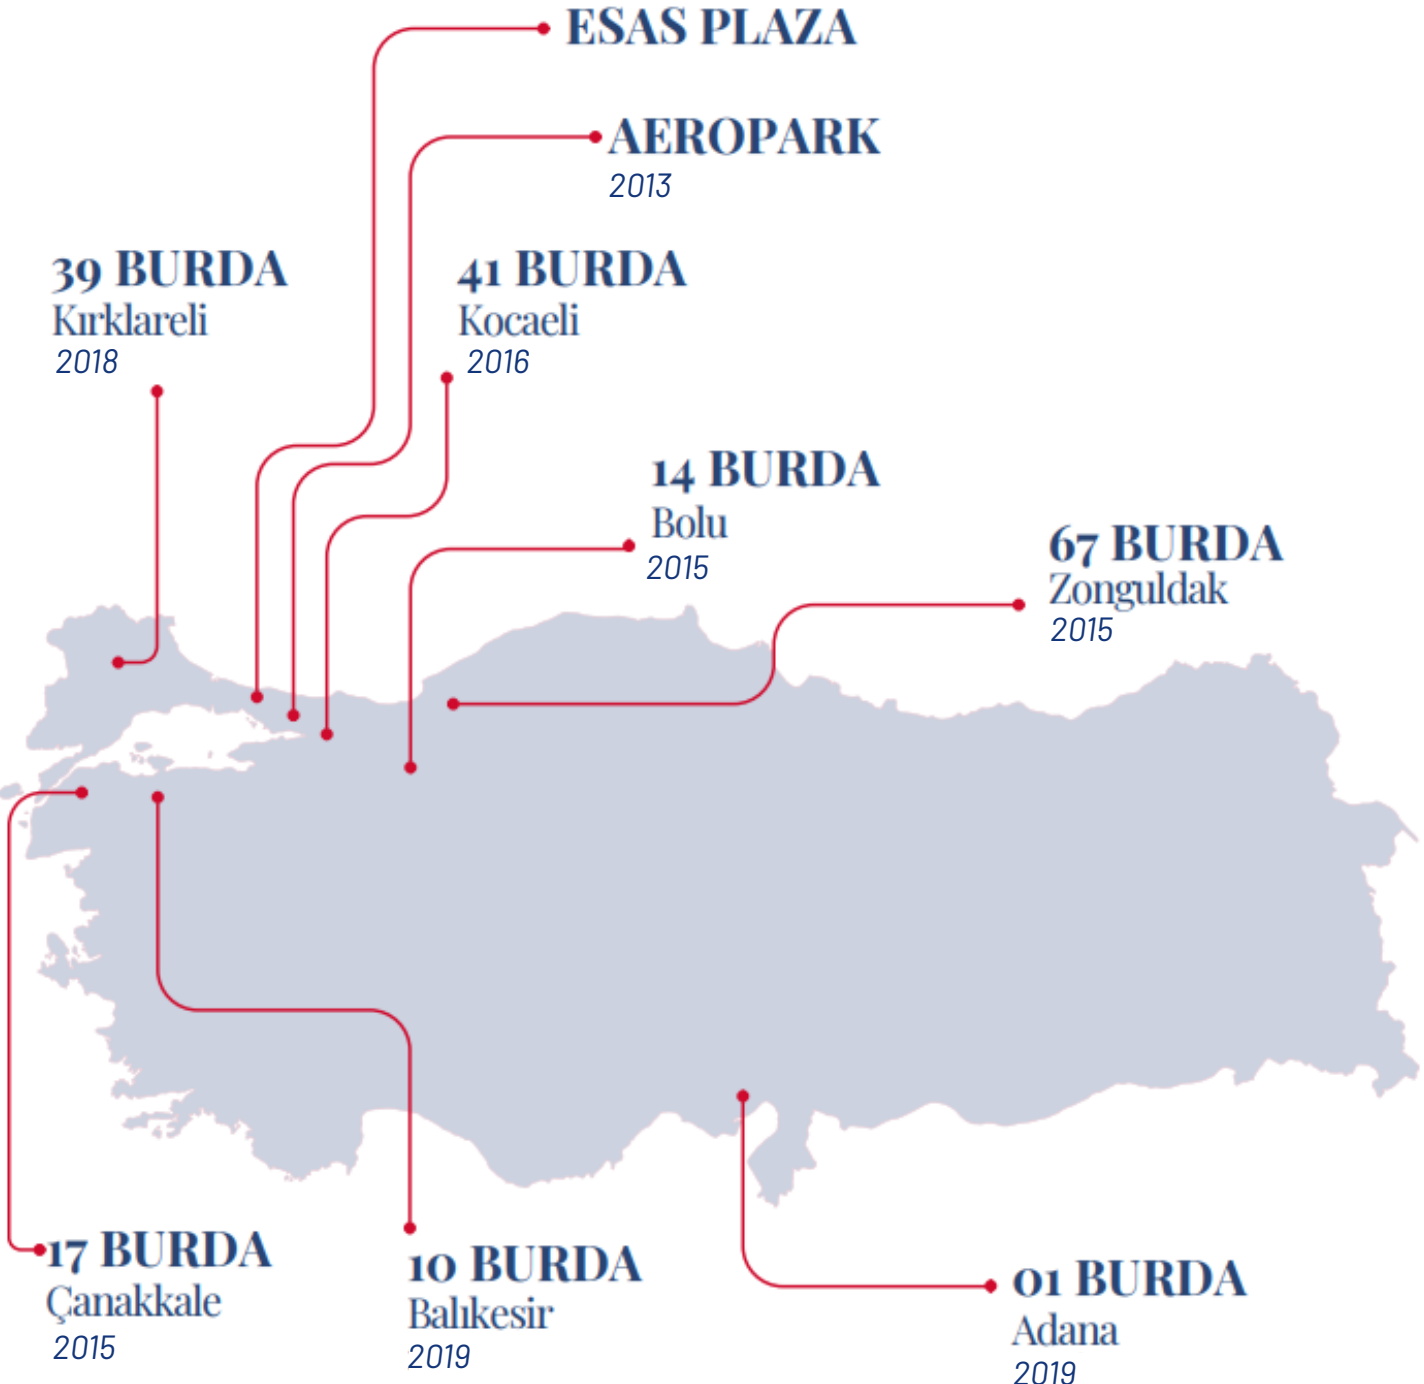 ESAS PLAZA
AEROPARK
2013
39 BURDA
Kırklareli
2018
41 BURDA
Kocaeli
2016
14 BURDA
Bolu
2015
67 BURDA
Zonguldak
2015
17 BURDA
Çanakkale
2015
10 BURDA
Balıkesir
2019
01 BURDA
Adana
2019